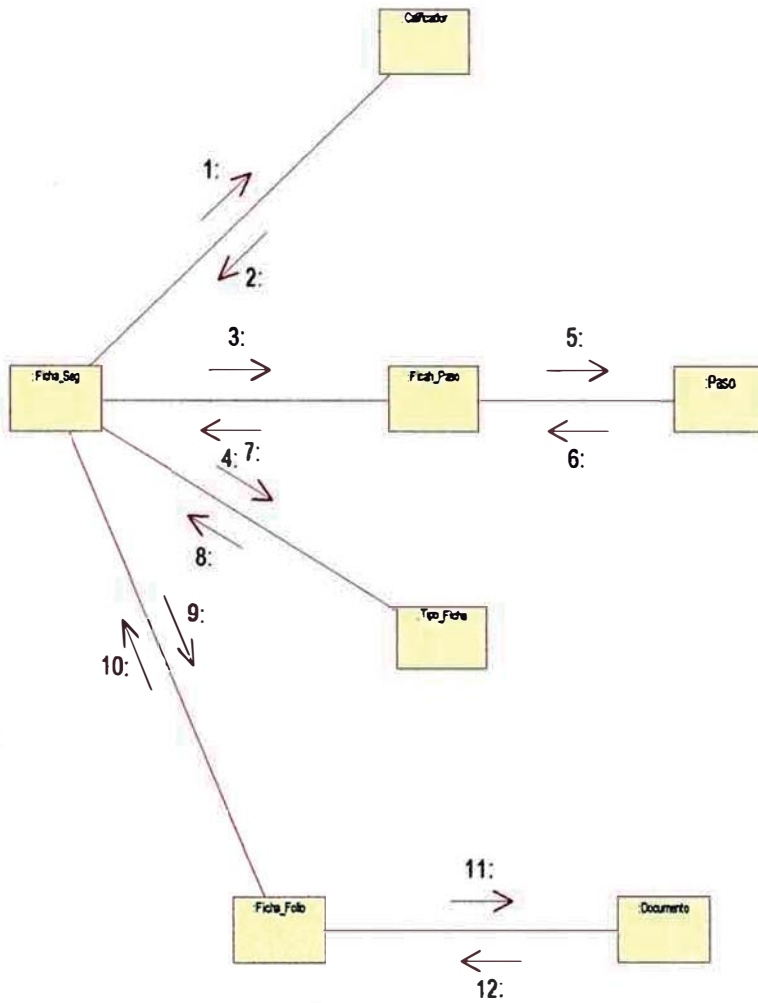 :Calificador
1:
2:
3:
5:
:Ficha_Seg
:Ficah_Paso
:Paso
4:
7:
6:
8:
:Tipo_Ficha
9:
10:
11:
:Ficha_Folio
:Documento
12: